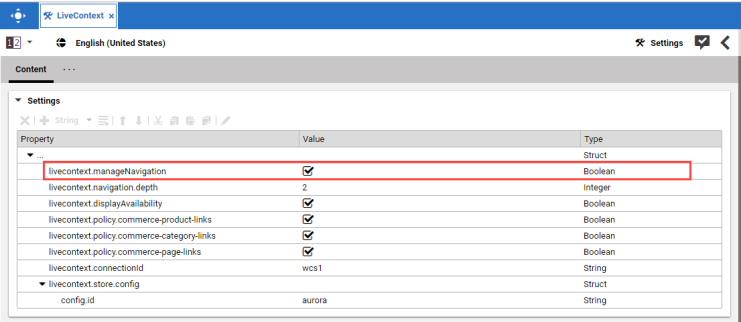 LiveContext ×
12 English (United States) Settings
Content ...
Settings
String
Property Value Type
... Struct
livecontext.manageNavigation Boolean
livecontext.navigation.depth 2 Integer
livecontext.displayAvailability Boolean
livecontext.policy.commerce-product-links Boolean
livecontext.policy.commerce-category-links Boolean
livecontext.policy.commerce-page-links Boolean
livecontext.connectionId wcs1 String
livecontext.store.config Struct
config.id aurora String